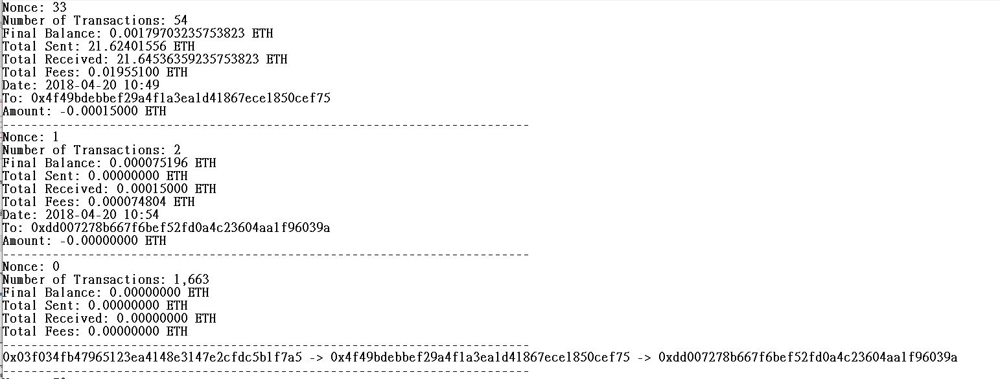 Nonce: 33
Number of Transactions: 54
Final Balance: 0.00179703235753823 ETH
Total Sent: 21.62401556 ETH
Total Received: 21.64536359235753823 ETH
Total Fees: 0.01955100 ETH
Date: 2018-04-20 10:49
To: 0x4f49bdebbef29a4f1a3ea1d41867ece1850cef75
Amount: -0.00015000 ETH
--------------------------------------------------------------------------
Nonce: 1
Number of Transactions: 2
Final Balance: 0.000075196 ETH
Total Sent: 0.00000000 ETH
Total Received: 0.00015000 ETH
Total Fees: 0.000074804 ETH
Date: 2018-04-20 10:54
To: 0xdd007278b667f6bef52fd0a4c23604aa1f96039a
Amount: -0.00000000 ETH
--------------------------------------------------------------------------
Nonce: 0
Number of Transactions: 1,663
Final Balance: 0.00000000 ETH
Total Sent: 0.00000000 ETH
Total Received: 0.00000000 ETH
Total Fees: 0.00000000 ETH
--------------------------------------------------------------------------
0x03f034fb47965123ea4148e3147e2cfdc5b1f7a5 -> 0x4f49bdebbef29a4f1a3ea1d41867ece1850cef75 -> 0xdd007278b667f6bef52fd0a4c23604aa1f96039a
--------------------------------------------------------------------------